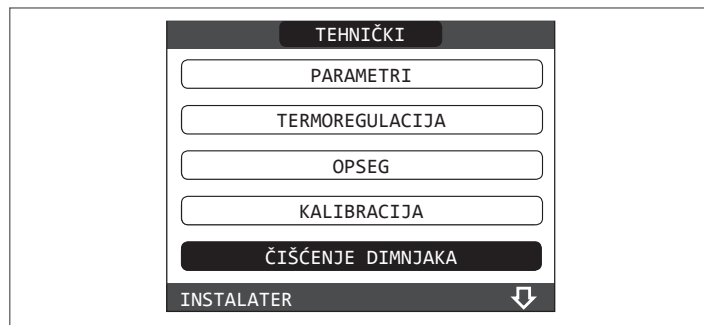 TEHNIČKI
PARAMETRI
TERMOREGULACIJA
OPSEG
KALIBRACIJA
ČIŠĆENJE DIMNJAKA
INSTALATER